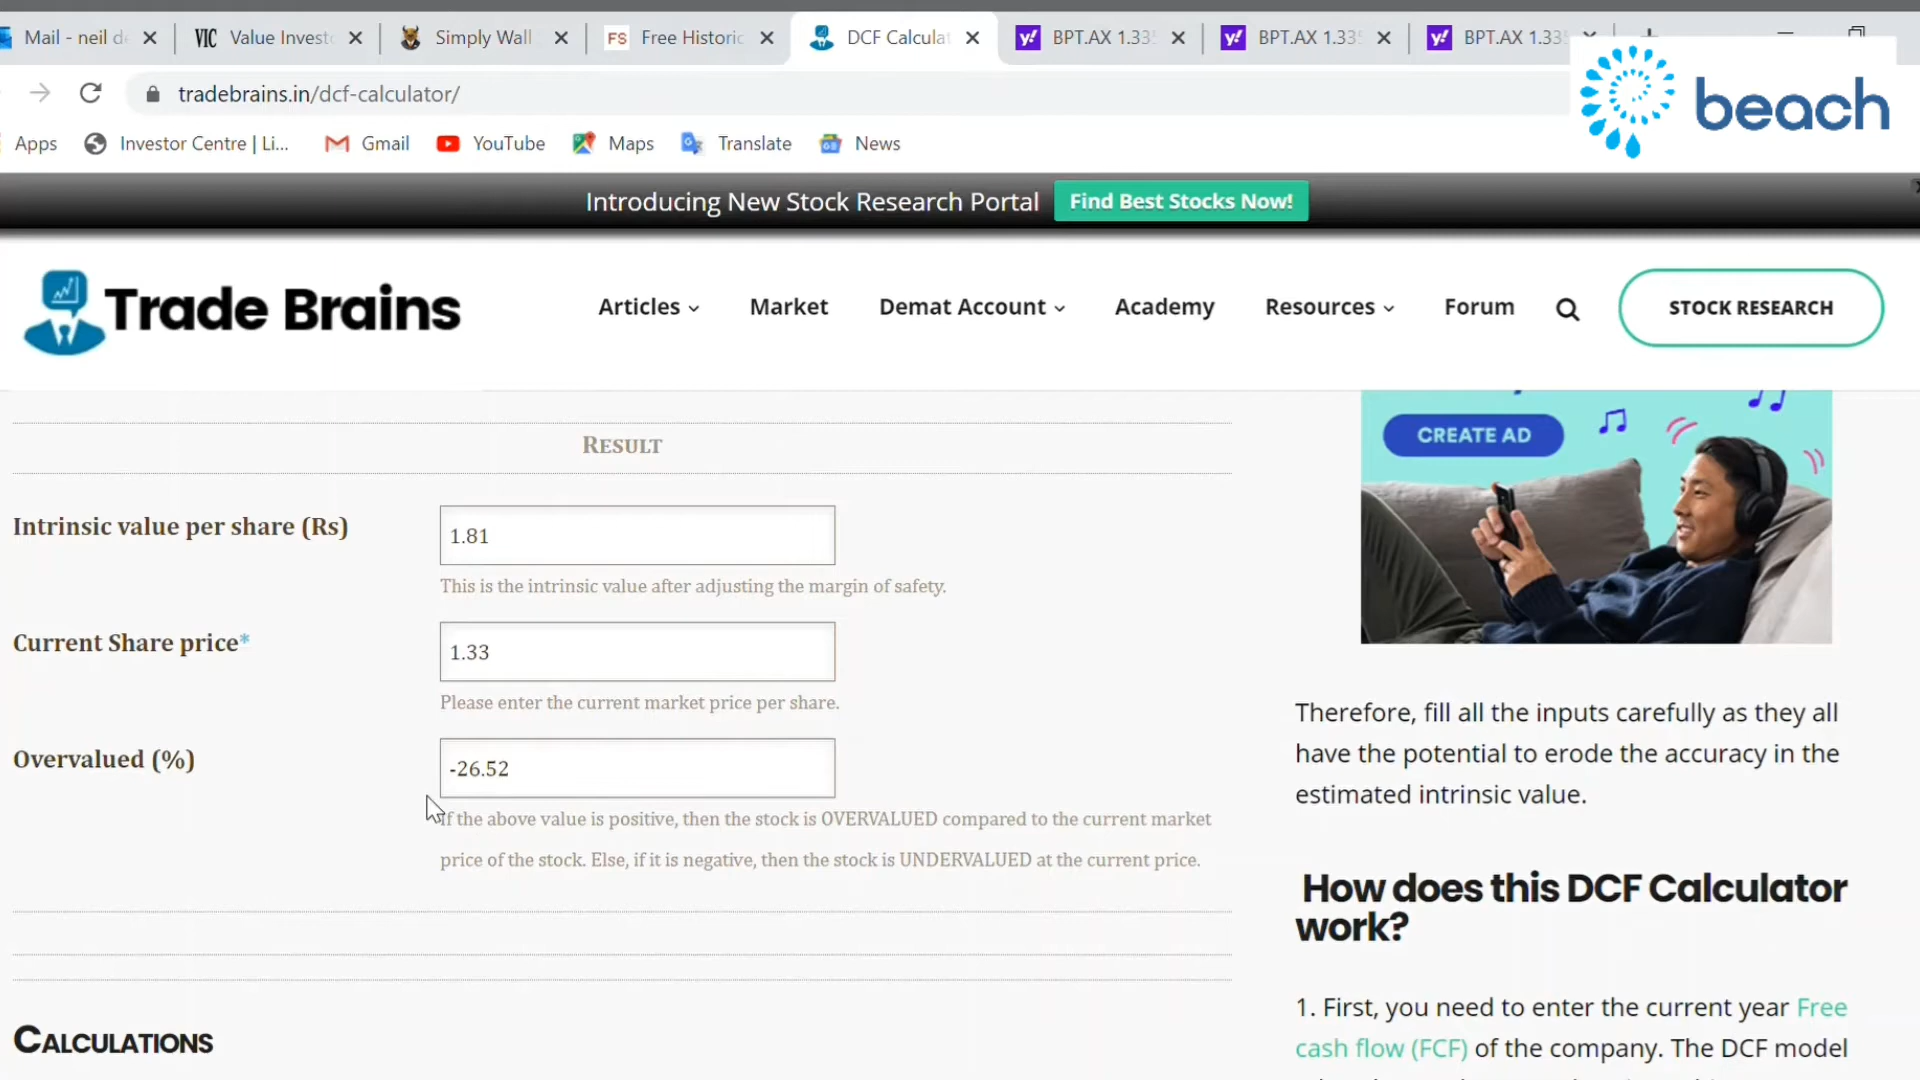 Mail - neil de
VIC Value Invest
Simply Wall
FS Free Historic
DCF Calculat
y! BPT.AX 1.335
y! BPT.AX 1.335
y! BPT.AX 1.335
tradebrains.in/dcf-calculator/
beach
Apps
Investor Centre | Li...
Gmail
YouTube
Maps
Translate
News
Introducing New Stock Research Portal
Find Best Stocks Now!
Trade Brains
Articles
Market
Demat Account
Academy
Resources
Forum
STOCK RESEARCH
RESULT
Intrinsic value per share (Rs)
1.81
This is the intrinsic value after adjusting the margin of safety.
Current Share price*
1.33
Please enter the current market price per share.
Overvalued (%)
-26.52
If the above value is positive, then the stock is OVERVALUED compared to the current market
price of the stock. Else, if it is negative, then the stock is UNDERVALUED at the current price.
CALCULATIONS
CREATE AD
Therefore, fill all the inputs carefully as they all
have the potential to erode the accuracy in the
estimated intrinsic value.
How does this DCF Calculator
work?
1. First, you need to enter the current year Free
cash flow (FCF) of the company. The DCF model